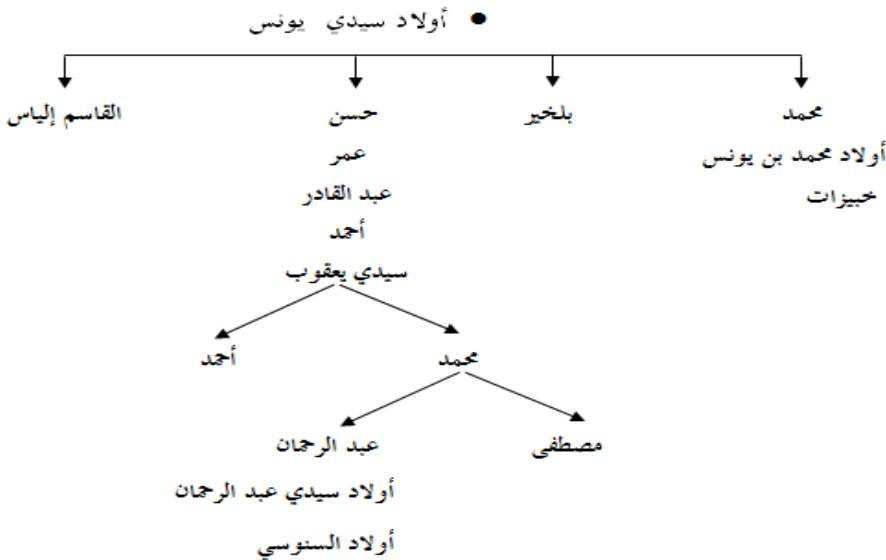 ● أولاد سيدي يونس
محمد
بلخير
حسن
القاسم إلياس
أولاد محمد بن يونس
عمر
خبيزات
عبد القادر
أحمد
سيدي يعقوب
محمد
أحمد
مصطفى
عبد الرحمان
أولاد سيدي عبد الرحمان
أولاد السنوسي